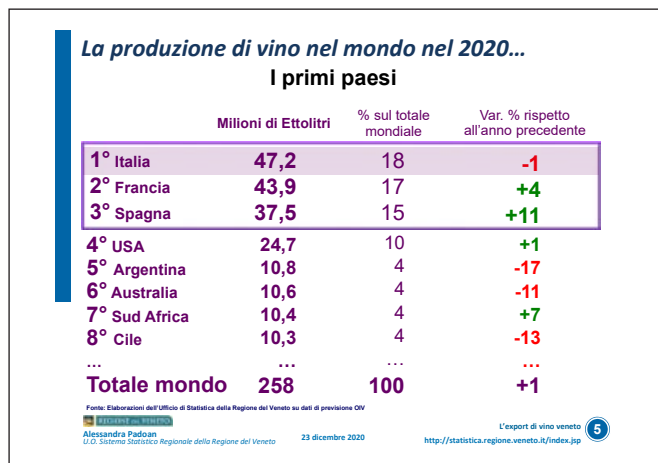 La produzione di vino nel mondo nel 2020…
I primi paesi
Milioni di Ettolitri % sul totale mondiale Var. % rispetto all'anno precedente
1° Italia 47,2 18 -1
2° Francia 43,9 17 +4
3° Spagna 37,5 15 +11
4° USA 24,7 10 +1
5° Argentina 10,8 4 -17
6° Australia 10,6 4 -11
7° Sud Africa 10,4 4 +7
8° Cile 10,3 4 -13
... ... ... ...
Totale mondo 258 100 +1
Fonte: Elaborazioni dell'Ufficio di Statistica della Regione del Veneto su dati di previsione OIV
REGIONE DEL VENETO
Alessandra Padoan
U.O. Sistema Statistico Regionale della Regione del Veneto
23 dicembre 2020
L'export di vino veneto
http://statistica.regione.veneto.it/index.jsp
5